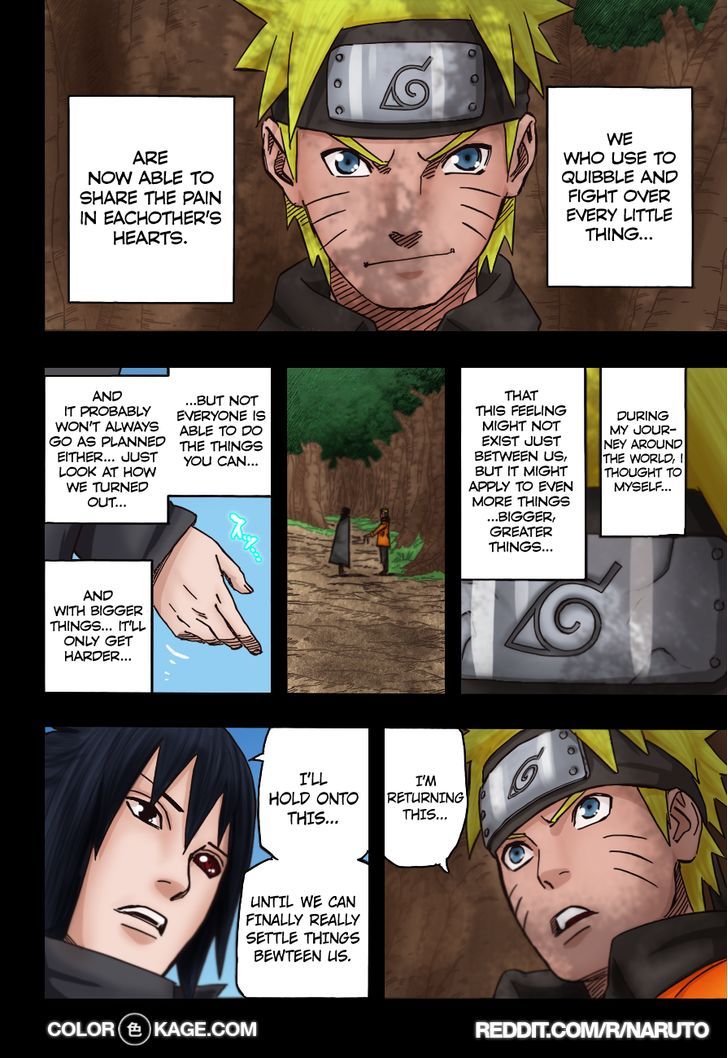 WE
WHO USE TO
QUIBBLE AND
FIGHT OVER
EVERY LITTLE
THING...
ARE
NOW ABLE TO
SHARE THE PAIN
IN EACHOTHER'S
HEARTS.
DURING
MY JOUR-
NEY AROUND
THE WORLD, I
THOUGHT TO
MYSELF...
THAT
THIS FEELING
MIGHT NOT
EXIST JUST
BETWEEN US,
BUT IT MIGHT
APPLY TO EVEN
MORE THINGS
...BIGGER,
GREATER
THINGS...
...BUT NOT
EVERYONE IS
ABLE TO DO
THE THINGS
YOU CAN...
AND
IT PROBABLY
WON'T ALWAYS
GO AS PLANNED
EITHER... JUST
LOOK AT HOW
WE TURNED
OUT...
AND
WITH BIGGER
THINGS... IT'LL
ONLY GET
HARDER...
I'M
RETURNING
THIS...
I'LL
HOLD ONTO
THIS...
UNTIL WE CAN
FINALLY REALLY
SETTLE THINGS
BEWTEEN US.
COLOR 色 KAGE.COM
REDDIT.COM/R/NARUTO